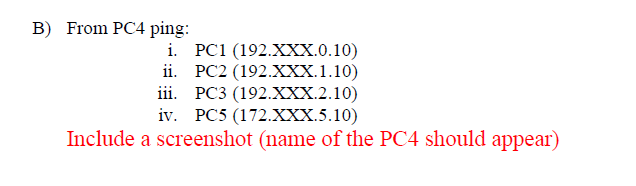 B) From PC4 ping:
i. PC1 (192.XXX.0.10)
ii. PC2 (192.XXX.1.10)
iii. PC3 (192.XXX.2.10)
iv. PC5 (172.XXX.5.10)
Include a screenshot (name of the PC4 should appear)